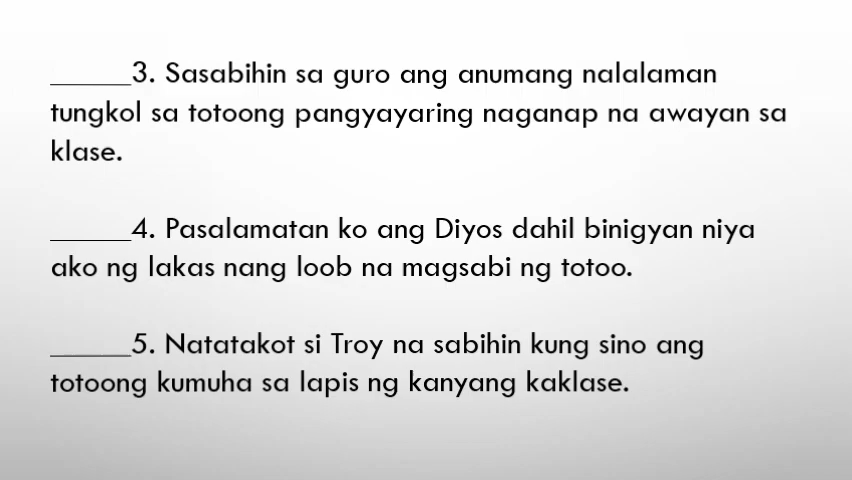 ______3. Sasabihin sa guro ang anumang nalalaman
tungkol sa totoong pangyayaring naganap na awayan sa
klase.
______4. Pasalamatan ko ang Diyos dahil binigyan niya
ako ng lakas nang loob na magsabi ng totoo.
______5. Natatakot si Troy na sabihin kung sino ang
totoong kumuha sa lapis ng kanyang kaklase.